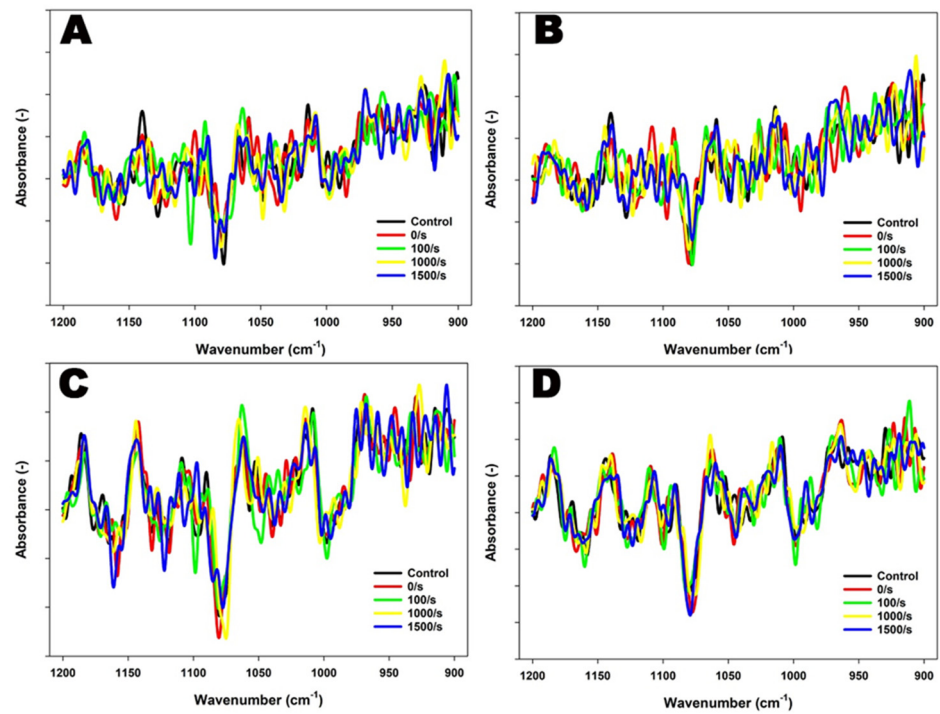 A
Absorbance (-)
Control
0/s
100/s
1000/s
1500/s
1200 1150 1100 1050 1000 950 900
Wavenumber (cm-1)
B
Absorbance (-)
Control
0/s
100/s
1000/s
1500/s
1200 1150 1100 1050 1000 950 900
Wavenumber (cm-1)
C
Absorbance (-)
Control
0/s
100/s
1000/s
1500/s
1200 1150 1100 1050 1000 950 900
Wavenumber (cm-1)
D
Absorbance (-)
Control
0/s
100/s
1000/s
1500/s
1200 1150 1100 1050 1000 950 900
Wavenumber (cm-1)